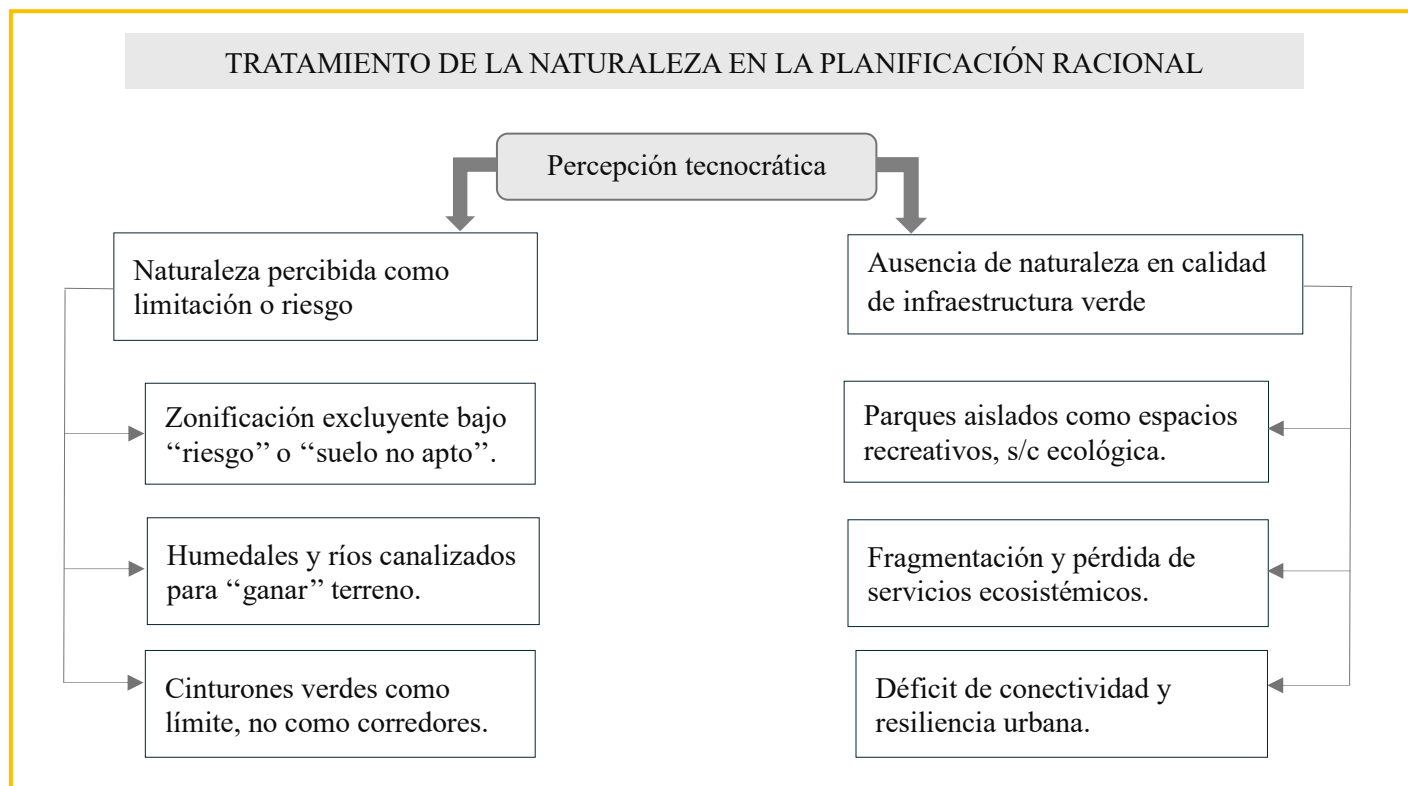 TRATAMIENTO DE LA NATURALEZA EN LA PLANIFICACIÓN RACIONAL
Percepción tecnocrática
Naturaleza percibida como
limitación o riesgo
Zonificación excluyente bajo
‘‘riesgo’’ o ‘‘suelo no apto’’.
Humedales y ríos canalizados
para ‘‘ganar’’ terreno.
Cinturones verdes como
límite, no como corredores.
Ausencia de naturaleza en calidad
de infraestructura verde
Parques aislados como espacios
recreativos, s/c ecológica.
Fragmentación y pérdida de
servicios ecosistémicos.
Déficit de conectividad y
resiliencia urbana.